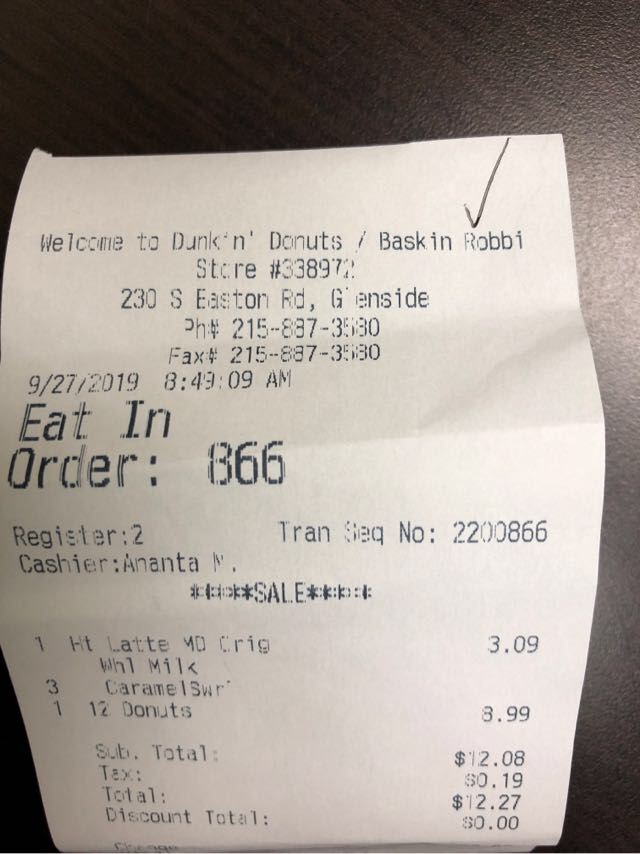 Welcome to Dunkin' Donuts / Baskin Robbi
Store #338972
230 S Easton Rd, Glenside
Ph# 215-887-3580
Fax# 215-887-3580
9/27/2019 8:49:09 AM
Eat In
Order: 866
Register:2 Tran Seq No: 2200866
Cashier:Ananta N.
*****SALE*****
1 Ht Latte MD Orig 3.09
Whl Milk
3 CaramelSwr
1 12 Donuts 8.99
Sub. Total: $12.08
Tax: $0.19
Total: $12.27
Discount Total: $0.00
Change